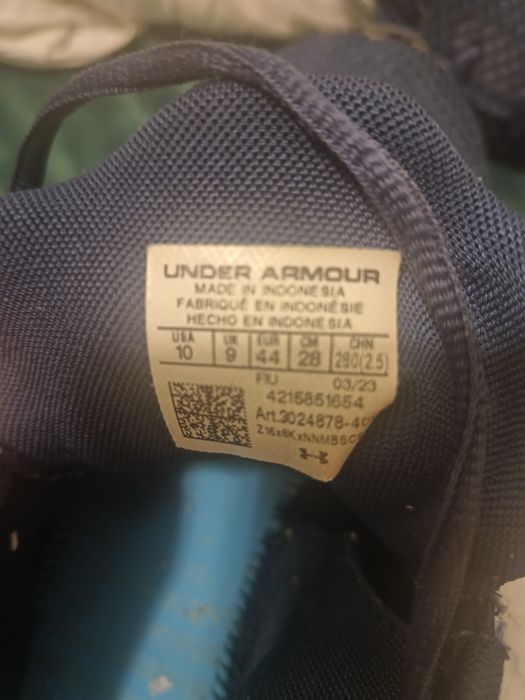 UNDER ARMOUR
MADE IN INDONESIA
FABRIQUÉ EN INDONÉSIE
HECHO EN INDONESIA
USA UK EUR CM CHN
10 9 44 28 280(2.5)
FIU 03/23
4215851654
Art.3024878-40